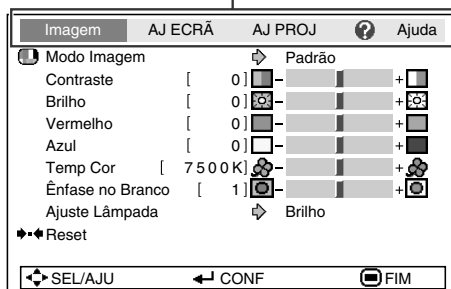 Imagem AJ ECRÃ AJ PROJ ? Ajuda
Modo Imagem Padrão
Contraste [ 0] - +
Brilho [ 0] - +
Vermelho [ 0] - +
Azul [ 0] - +
Temp Cor [ 7500K] - +
Ênfase no Branco [ 1] - +
Ajuste Lâmpada Brilho
Reset
SEL/AJU CONF FIM